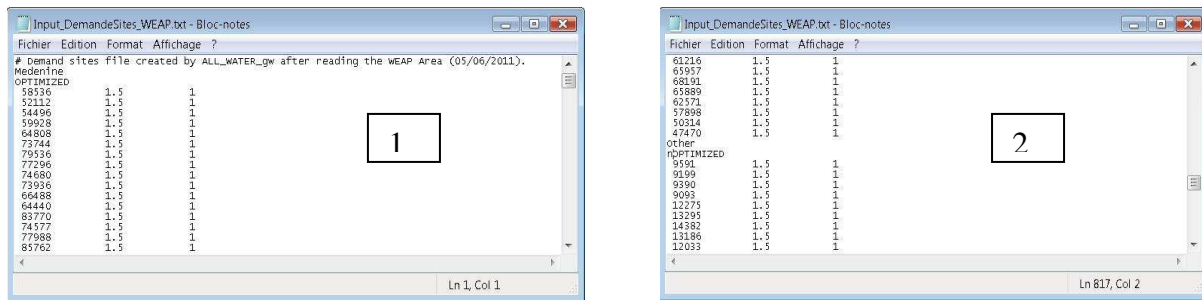 Input_DemandeSites_WEAP.txt - Bloc-notes
Fichier Edition Format Affichage ?
# Demand sites file created by ALL_WATER_gw after reading the WEAP Area (05/06/2011).
Medenine
OPTIMIZED
58536 1.5 1
52112 1.5 1
54496 1.5 1
59928 1.5 1
64808 1.5 1
73744 1.5 1
79536 1.5 1
77296 1.5 1
74680 1.5 1
73936 1.5 1
66488 1.5 1
64440 1.5 1
83770 1.5 1
74577 1.5 1
77988 1.5 1
85762 1.5 1
1
Ln 1, Col 1
Input_DemandeSites_WEAP.txt - Bloc-notes
Fichier Edition Format Affichage ?
61216 1.5 1
65957 1.5 1
68191 1.5 1
65889 1.5 1
62571 1.5 1
57898 1.5 1
50314 1.5 1
47470 1.5 1
Other
nOPTIMIZED
9591 1.5 1
9199 1.5 1
9390 1.5 1
9093 1.5 1
12275 1.5 1
13295 1.5 1
14382 1.5 1
13186 1.5 1
12033 1.5 1
2
Ln 817, Col 2